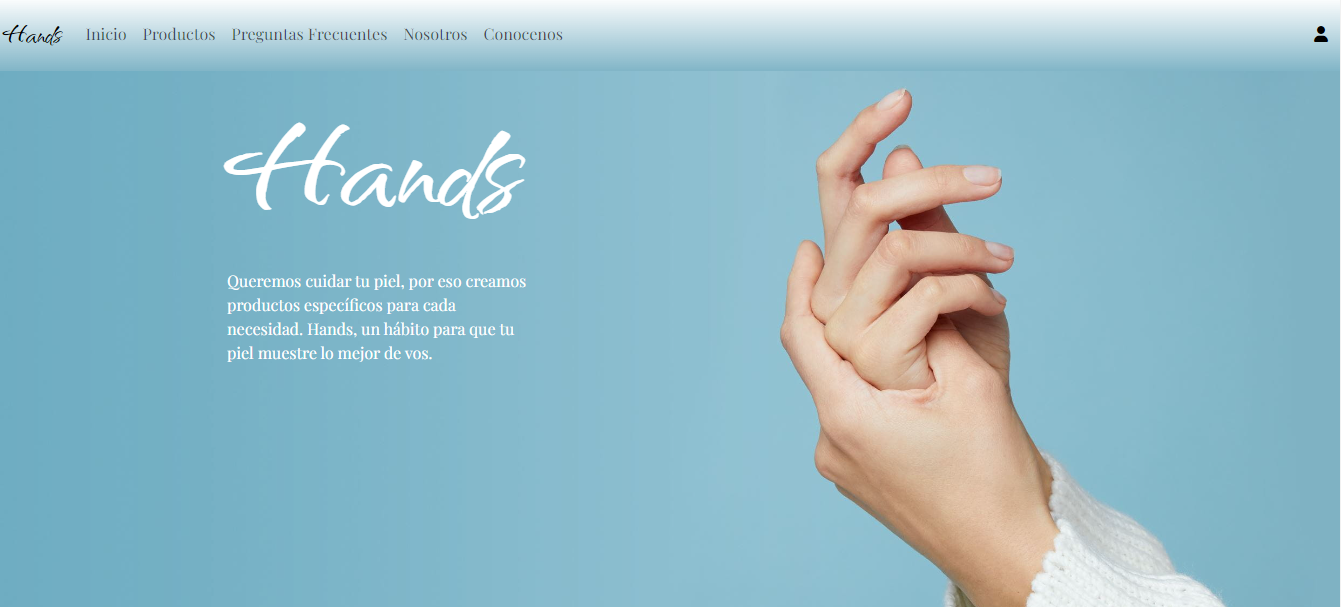 Hands Inicio Productos Preguntas Frecuentes Nosotros Conocenos
Hands
Queremos cuidar tu piel, por eso creamos
productos específicos para cada
necesidad. Hands, un hábito para que tu
piel muestre lo mejor de vos.